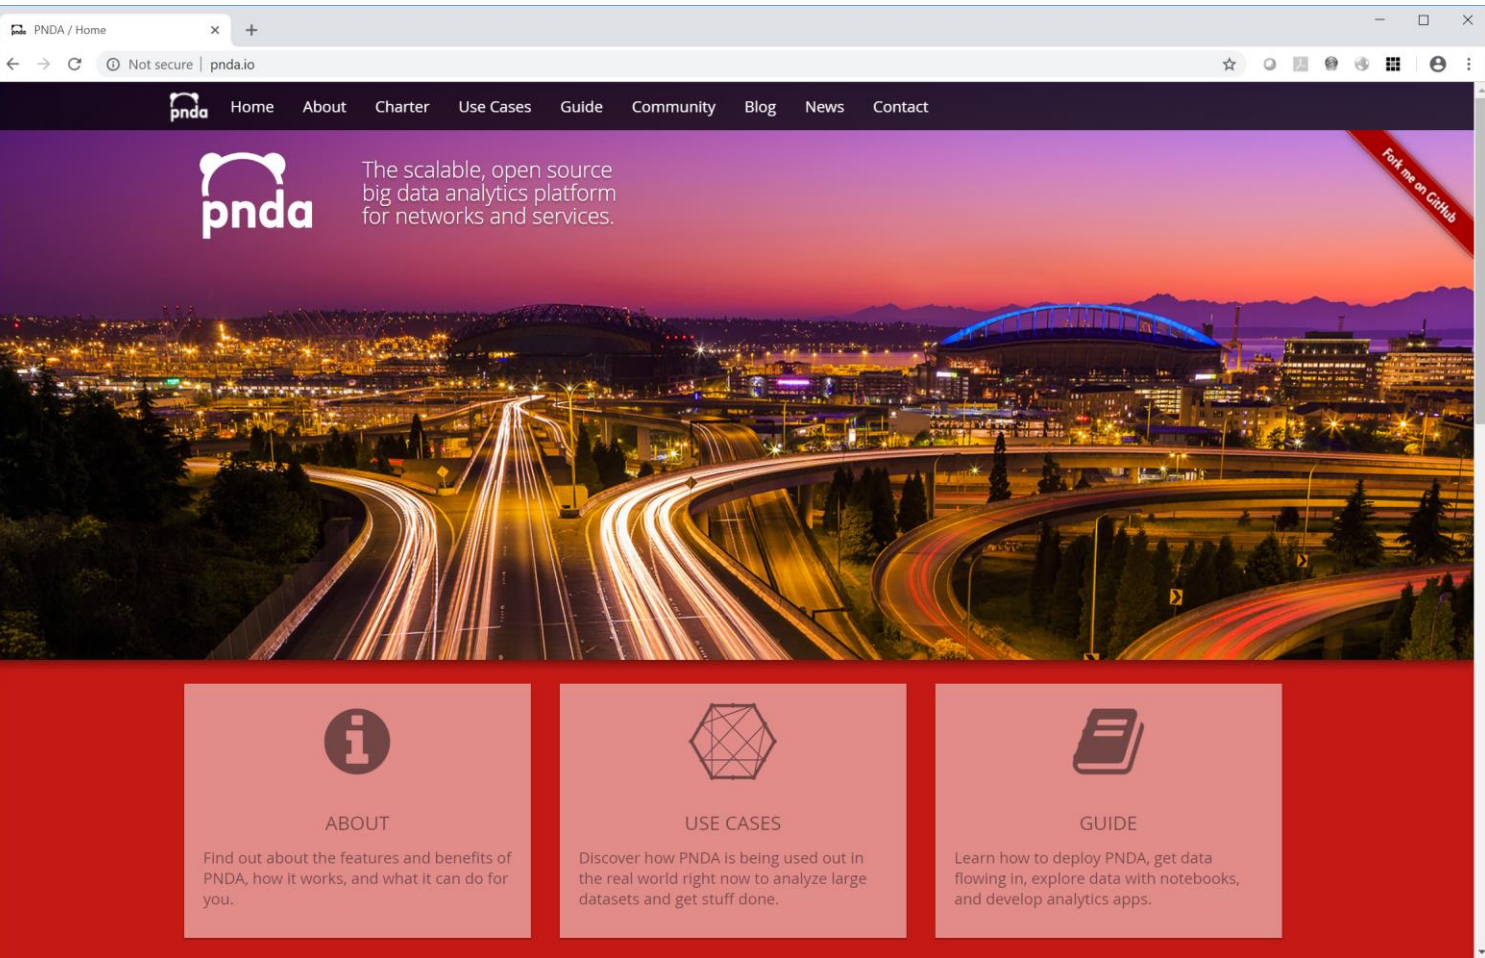 PNDA / Home
Not secure | pnda.io
pnda Home About Charter Use Cases Guide Community Blog News Contact
pnda
The scalable, open source
big data analytics platform
for networks and services.
Fork me on GitHub
ABOUT
Find out about the features and benefits of
PNDA, how it works, and what it can do for
you.
USE CASES
Discover how PNDA is being used out in
the real world right now to analyze large
datasets and get stuff done.
GUIDE
Learn how to deploy PNDA, get data
flowing in, explore data with notebooks,
and develop analytics apps.